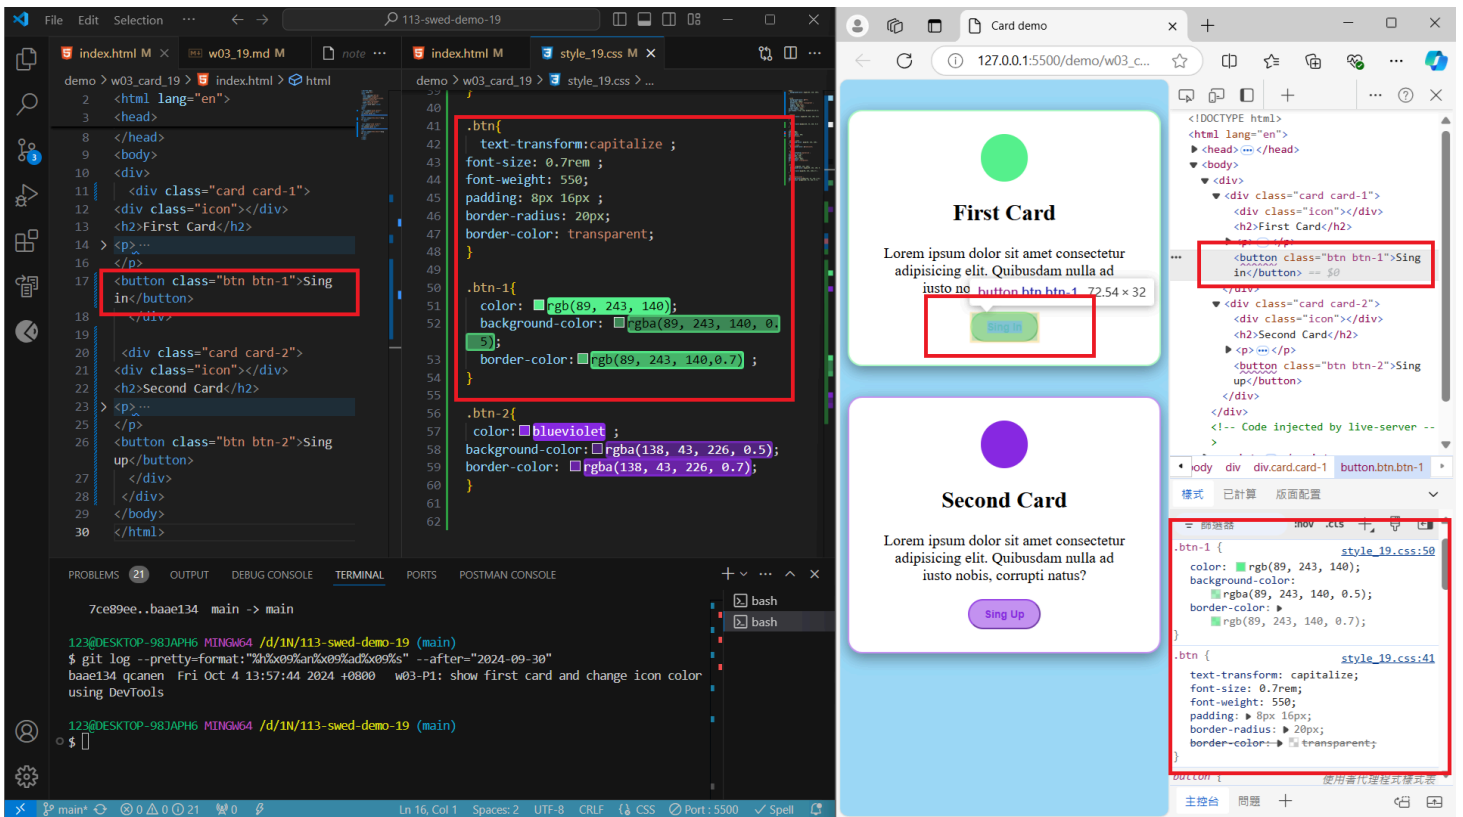 File Edit Selection ··· 113-swed-demo-19
index.html M w03_19.md M note ···
demo > w03_card_19 > index.html > html
2 <html lang="en">
3 <head>
8 </head>
9 <body>
10 <div>
11 <div class="card card-1">
12 <div class="icon"></div>
13 <h2>First Card</h2>
14 <p>···
16 </p>
17 <button class="btn btn-1">Sing
in</button>
18 </div>
19
20 <div class="card card-2">
21 <div class="icon"></div>
22 <h2>Second Card</h2>
23 <p>···
25 </p>
26 <button class="btn btn-2">Sing
up</button>
27 </div>
28 </div>
29 </body>
30 </html>
index.html M style_19.css M
demo > w03_card_19 > style_19.css > ...
39 }
40
41 .btn{
42 text-transform:capitalize ;
43 font-size: 0.7rem ;
44 font-weight: 550;
45 padding: 8px 16px ;
46 border-radius: 20px;
47 border-color: transparent;
48 }
49
50 .btn-1{
51 color: rgb(89, 243, 140);
52 background-color: rgba(89, 243, 140, 0.
5);
53 border-color: rgb(89, 243, 140,0.7) ;
54 }
55
56 .btn-2{
57 color: blueviolet ;
58 background-color: rgba(138, 43, 226, 0.5);
59 border-color: rgba(138, 43, 226, 0.7);
60 }
61
62
PROBLEMS 21 OUTPUT DEBUG CONSOLE TERMINAL PORTS POSTMAN CONSOLE
7ce89ee..baae134 main -> main
123@DESKTOP-98JAPH6 MINGW64 /d/1N/113-swed-demo-19 (main)
$ git log --pretty=format:"%h%x09%an%x09%ad%x09%s" --after="2024-09-30"
baae134 qcanen Fri Oct 4 13:57:44 2024 +0800 w03-P1: show first card and change icon color
using DevTools
123@DESKTOP-98JAPH6 MINGW64 /d/1N/113-swed-demo-19 (main)
$
bash
bash
3
main* 0 0 21 0 Ln 16, Col 1 Spaces: 2 UTF-8 CRLF CSS Port : 5500 Spell
Card demo
127.0.0.1:5500/demo/w03_c...
First Card
Lorem ipsum dolor sit amet consectetur
adipisicing elit. Quibusdam nulla ad
iusto no
button.btn.btn-1 72.54 × 32
Sing In
Second Card
Lorem ipsum dolor sit amet consectetur
adipisicing elit. Quibusdam nulla ad
iusto nobis, corrupti natus?
Sing Up
<!DOCTYPE html>
<html lang="en">
<head> ··· </head>
<body>
<div>
<div class="card card-1">
<div class="icon"></div>
<h2>First Card</h2>
<p> ··· </p>
<button class="btn btn-1">Sing
in</button> == $0
</div>
<div class="card card-2">
<div class="icon"></div>
<h2>Second Card</h2>
<p> ··· </p>
<button class="btn btn-2">Sing
up</button>
</div>
</div>
<!-- Code injected by live-server --
>
body div div.card.card-1 button.btn.btn-1
樣式 已計算 版面配置
篩選器 :hov .cls
.btn-1 { style_19.css:50
color: rgb(89, 243, 140);
background-color:
rgba(89, 243, 140, 0.5);
border-color:
rgb(89, 243, 140, 0.7);
}
.btn { style_19.css:41
text-transform: capitalize;
font-size: 0.7rem;
font-weight: 550;
padding: 8px 16px;
border-radius: 20px;
border-color: transparent;
}
button { 使用者代理程式樣式表
主控台 問題